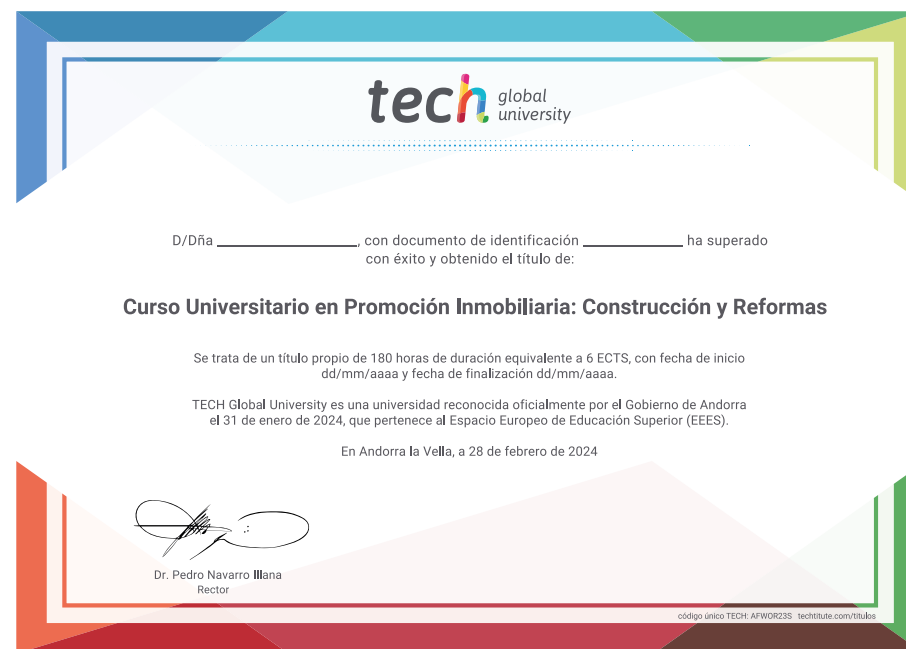 tech global university
D/Dña ____________, con documento de identificación ____________ ha superado
con éxito y obtenido el título de:
Curso Universitario en Promoción Inmobiliaria: Construcción y Reformas
Se trata de un título propio de 180 horas de duración equivalente a 6 ECTS, con fecha de inicio
dd/mm/aaaa y fecha de finalización dd/mm/aaaa.
TECH Global University es una universidad reconocida oficialmente por el Gobierno de Andorra
el 31 de enero de 2024, que pertenece al Espacio Europeo de Educación Superior (EEES).
En Andorra la Vella, a 28 de febrero de 2024
Dr. Pedro Navarro Illana
Rector
código único TECH: AFWOR23S techtitute.com/titulos